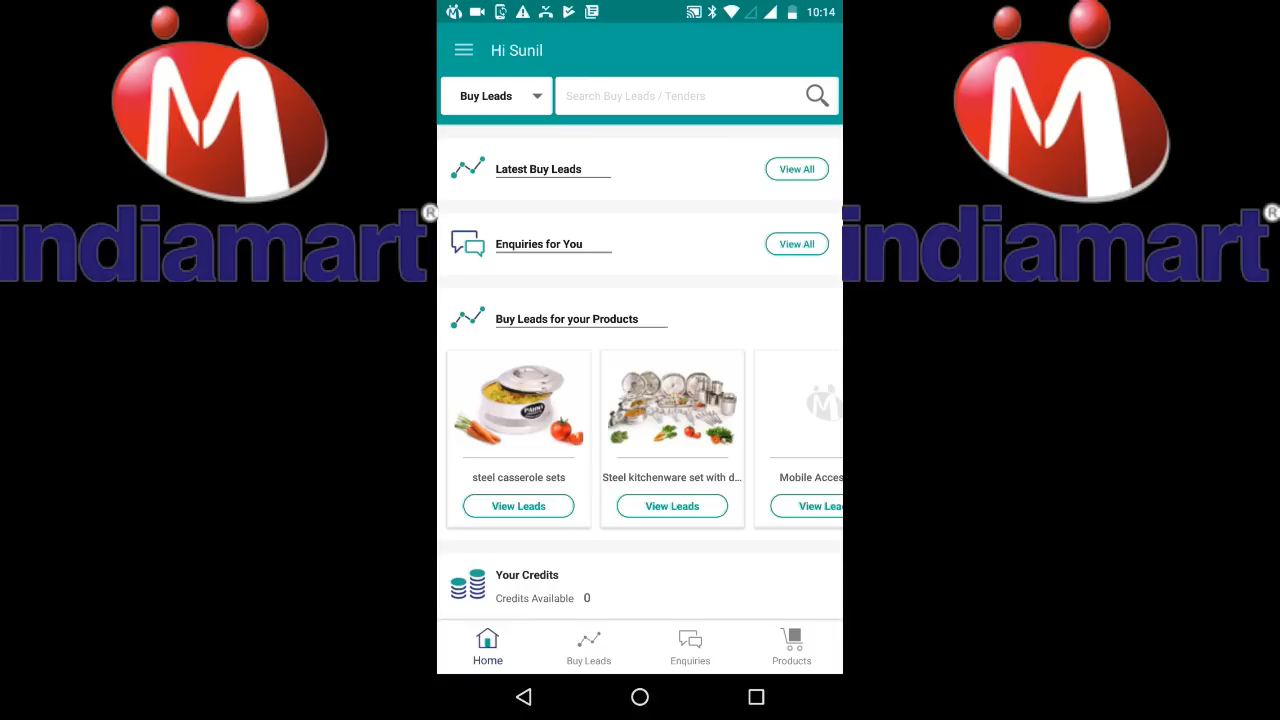 10:14
Hi Sunil
Buy Leads
Search Buy Leads / Tenders
Latest Buy Leads
View All
Enquiries for You
View All
Buy Leads for your Products
steel casserole sets
Steel kitchenware set with d...
Mobile Acces
View Leads
View Leads
View Lea
Your Credits
Credits Available 0
Home
Buy Leads
Enquiries
Products
indiamart®
indiamart®